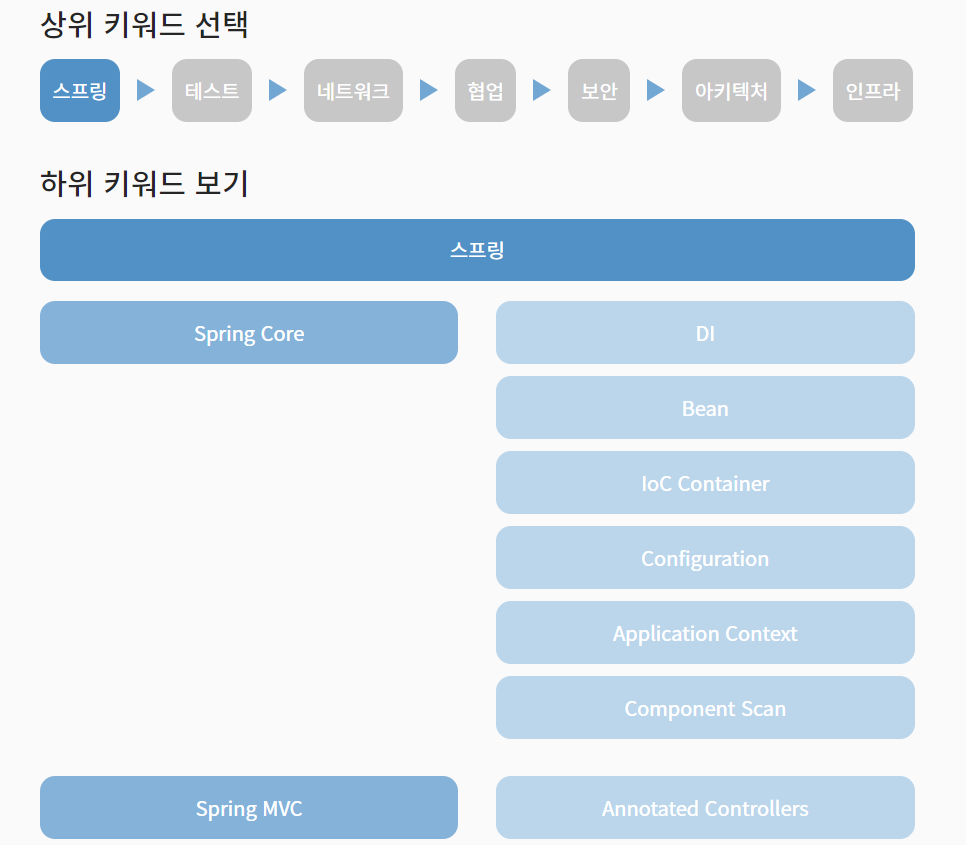 상위 키워드 선택
스프링 테스트 네트워크 협업 보안 아키텍처 인프라
하위 키워드 보기
스프링
Spring Core DI
Bean
IoC Container
Configuration
Application Context
Component Scan
Spring MVC Annotated Controllers